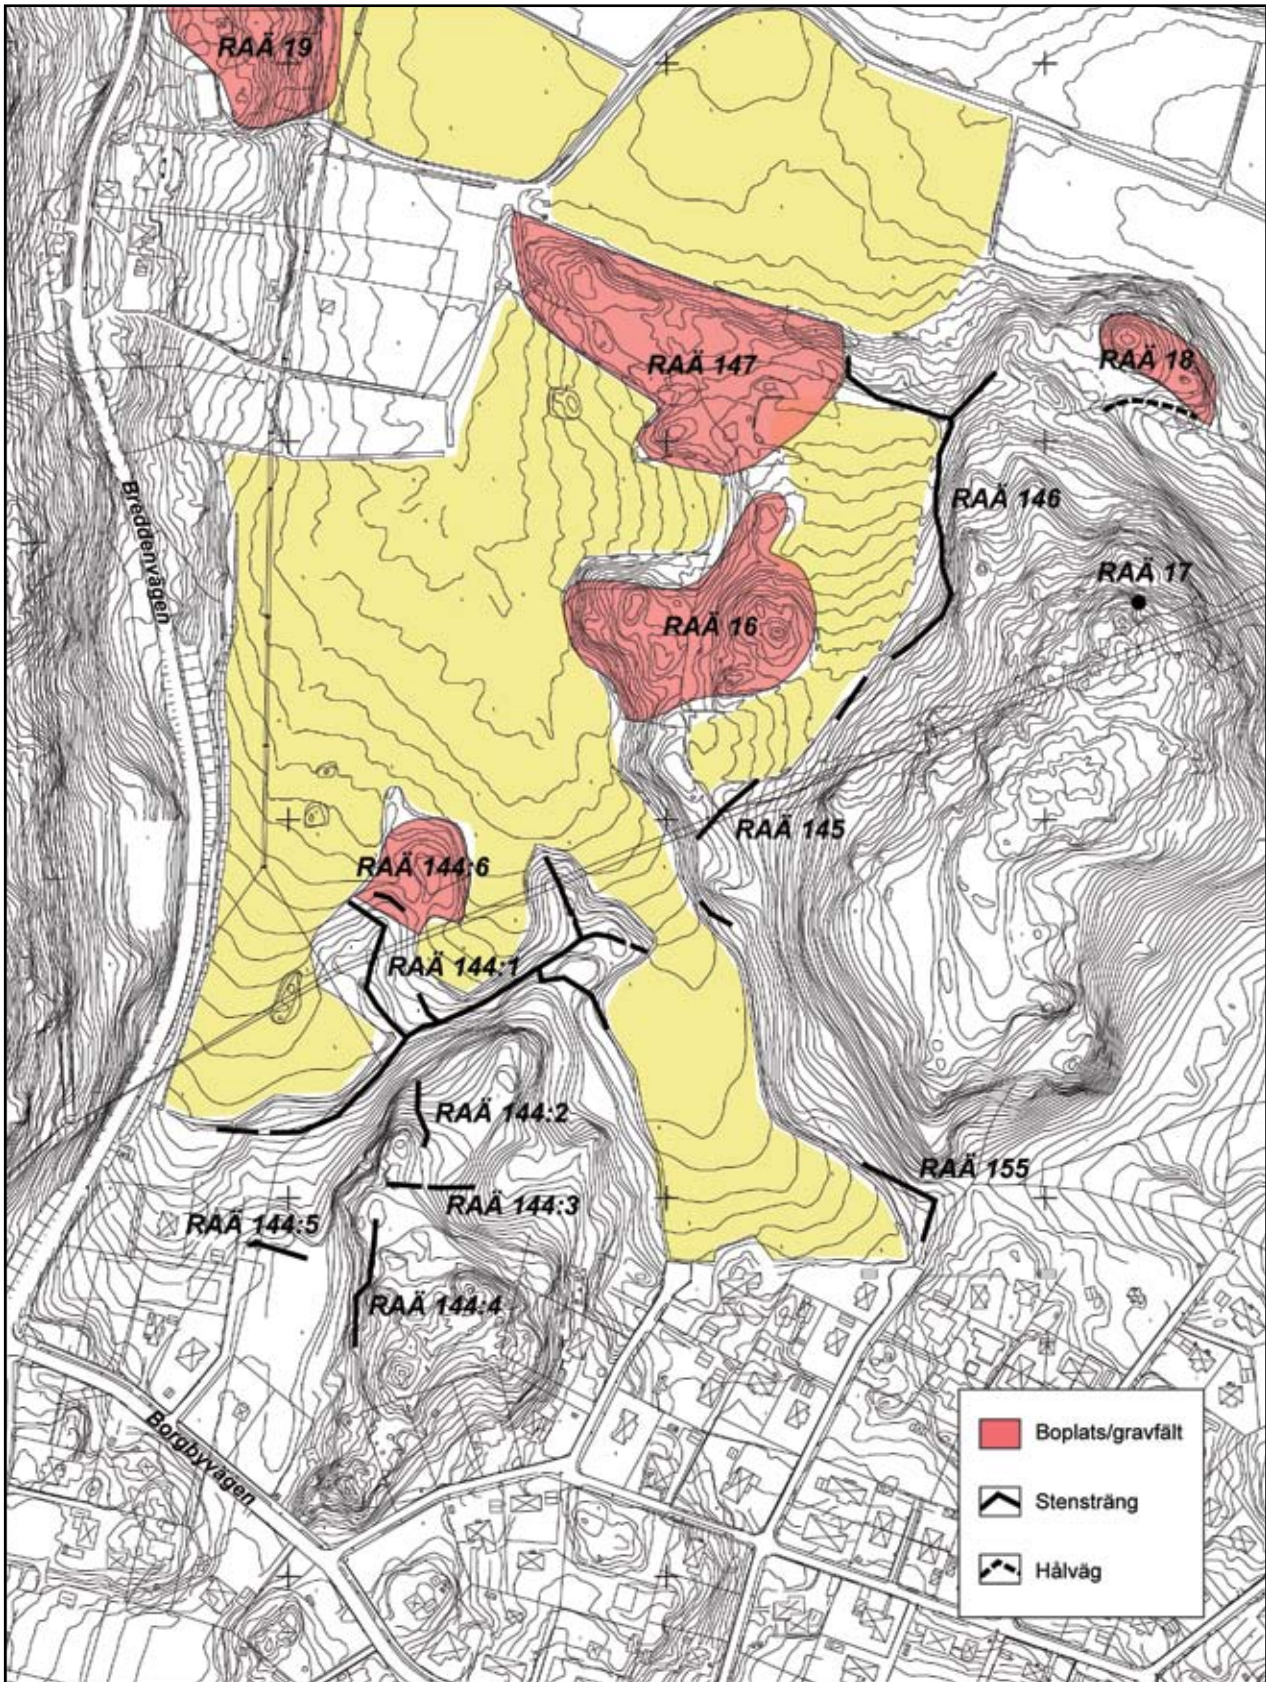 RAÄ 19
RAÄ 147
RAÄ 18
Breddenvägen
RAÄ 146
RAÄ 17
RAÄ 16
RAÄ 145
RAÄ 144:6
RAÄ 144:1
RAÄ 144:2
RAÄ 155
RAÄ 144:3
RAÄ 144:5
RAÄ 144:4
Borgbyvägen
Boplats/gravfält
Stensträng
Hålväg